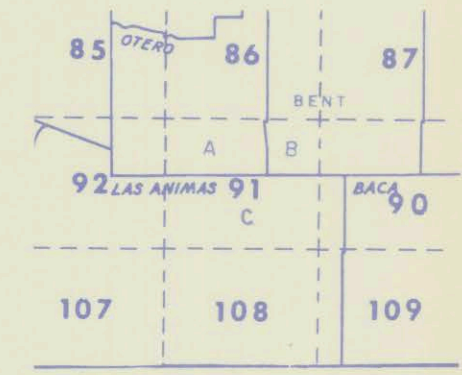 85 OTERO 86 87
BENT
A B
92 LAS ANIMAS 91 BACA 90
C
107 108 109